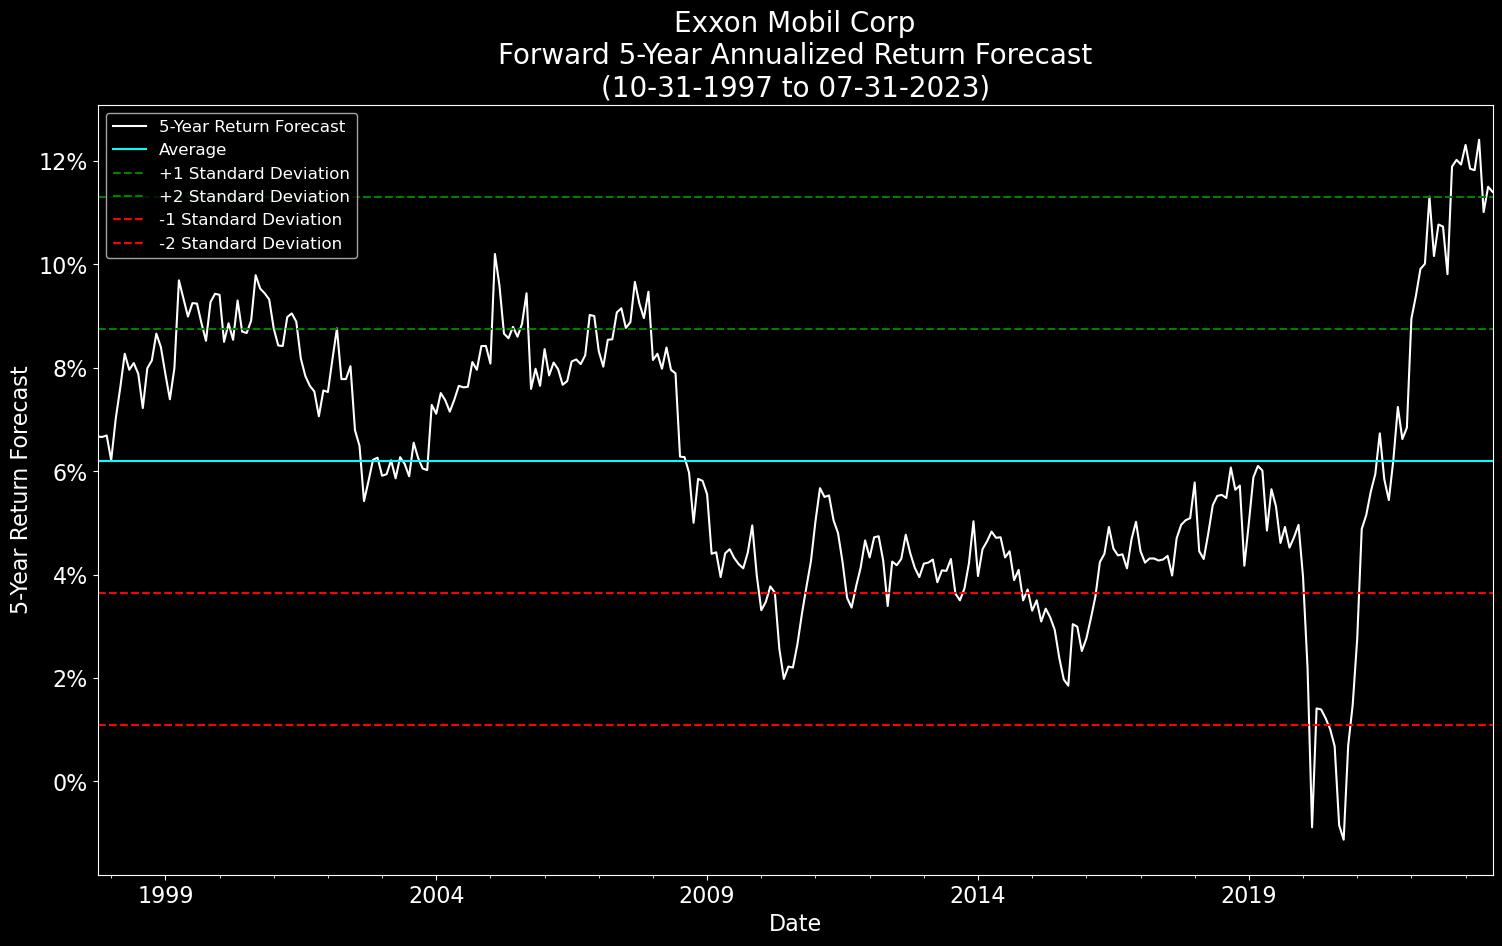 Exxon Mobil Corp
Forward 5-Year Annualized Return Forecast
(10-31-1997 to 07-31-2023)
5-Year Return Forecast
Average
+1 Standard Deviation
+2 Standard Deviation
-1 Standard Deviation
-2 Standard Deviation
12%
10%
8%
6%
4%
2%
0%
5-Year Return Forecast
1999
2004
2009
2014
2019
Date